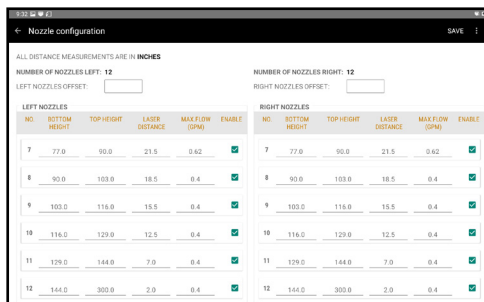 9:32
← Nozzle configuration SAVE
ALL DISTANCE MEASUREMENTS ARE IN INCHES
NUMBER OF NOZZLES LEFT: 12
LEFT NOZZLES OFFSET:
LEFT NOZZLES
NO. BOTTOM HEIGHT TOP HEIGHT LASER DISTANCE MAX.FLOW (GPM) ENABLE
7 77.0 90.0 21.5 0.62
8 90.0 103.0 18.5 0.4
9 103.0 116.0 15.5 0.4
10 116.0 129.0 12.5 0.4
11 129.0 144.0 7.0 0.4
12 144.0 300.0 2.0 0.4
NUMBER OF NOZZLES RIGHT: 12
RIGHT NOZZLES OFFSET:
RIGHT NOZZLES
NO. BOTTOM HEIGHT TOP HEIGHT LASER DISTANCE MAX.FLOW (GPM) ENABLE
7 77.0 90.0 21.5 0.62
8 90.0 103.0 18.5 0.4
9 103.0 116.0 15.5 0.4
10 116.0 129.0 12.5 0.4
11 129.0 144.0 7.0 0.4
12 144.0 300.0 2.0 0.4